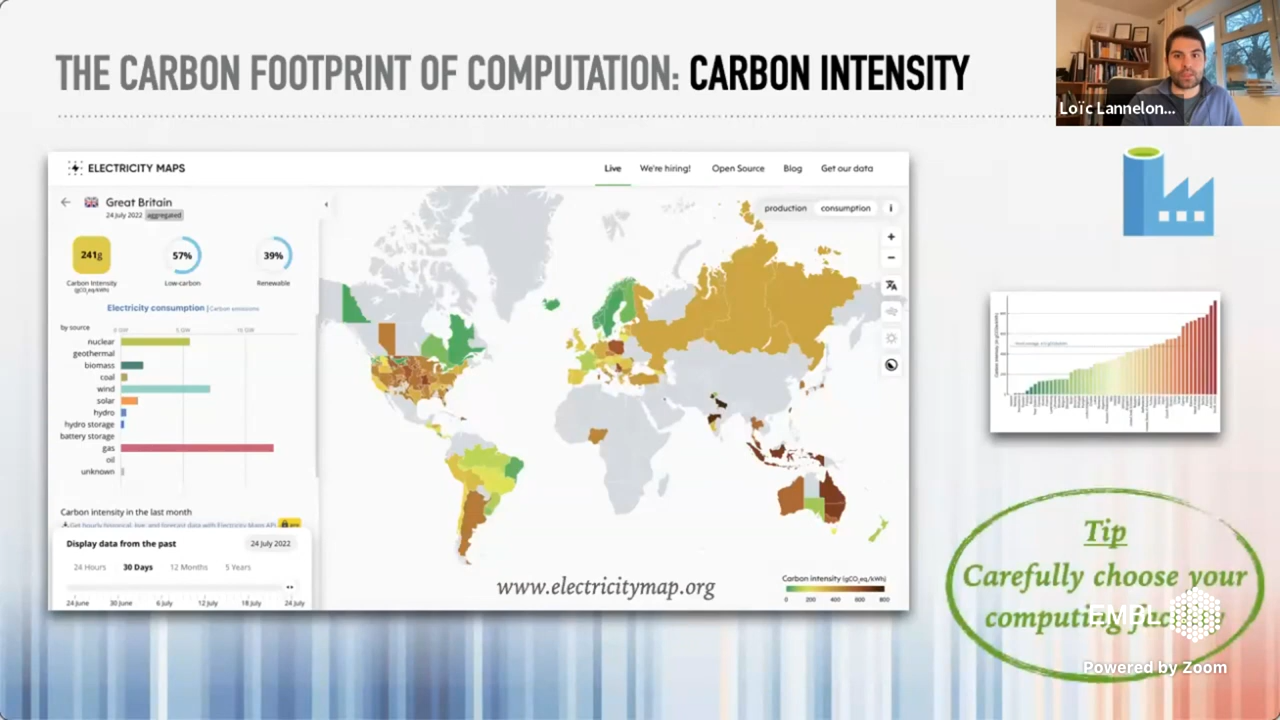 THE CARBON FOOTPRINT OF COMPUTATION: CARBON INTENSITY
Loïc Lannelon...
ELECTRICITY MAPS
Live
We're hiring!
Open Source
Blog
Get our data
Great Britain
24 July 2022 aggregated
production
consumption
i
241g
57%
39%
Carbon Intensity
(gCO₂eq/kWh)
Low-carbon
Renewable
Electricity consumption | Carbon emissions
by source
nuclear
geothermal
biomass
coal
wind
solar
hydro
hydro storage
battery storage
gas
oil
unknown
Carbon intensity in the last month
Display data from the past
24 July 2022
24 Hours
30 Days
12 Months
5 Years
24 June
30 June
6 July
12 July
18 July
24 July
www.electricitymap.org
Carbon intensity (gCO₂eq/kWh)
0 200 400 600 800
Tip
Carefully choose your
computing
EMBL
Powered by Zoom